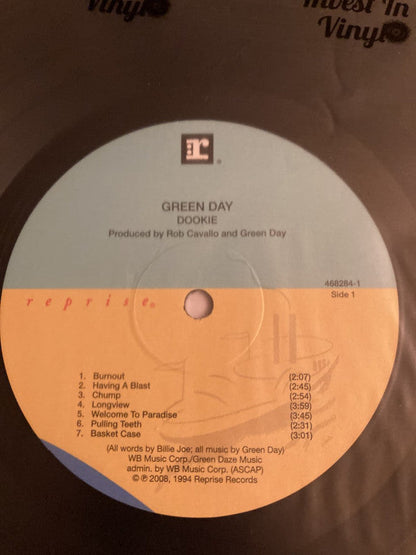 Vinyl
Invest In
Vinyl
r
GREEN DAY
DOOKIE
Produced by Rob Cavallo and Green Day
468284-1
Side 1
reprise®
1. Burnout (2:07)
2. Having A Blast (2:45)
3. Chump (2:54)
4. Longview (3:59)
5. Welcome To Paradise (3:45)
6. Pulling Teeth (2:31)
7. Basket Case (3:01)
(All words by Billie Joe; all music by Green Day)
WB Music Corp./Green Daze Music
admin. by WB Music Corp. (ASCAP)
© ℗ 2008, 1994 Reprise Records